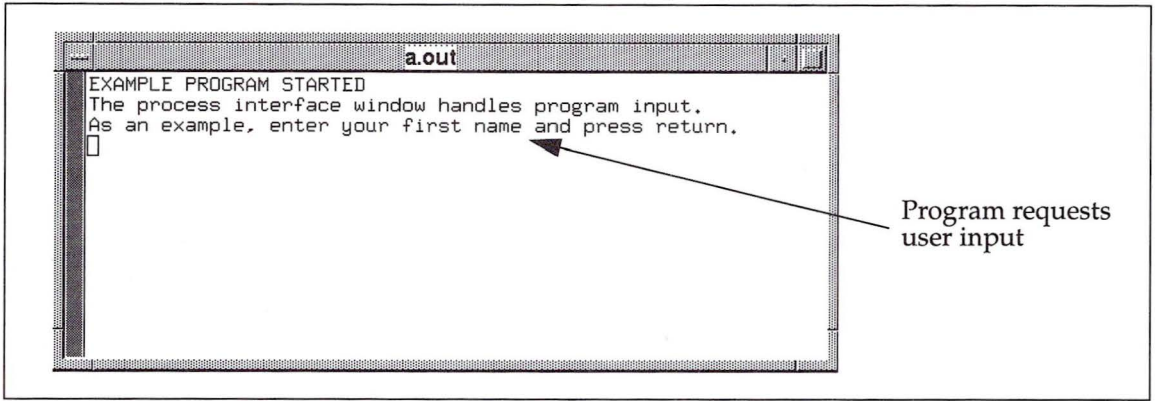 a.out
EXAMPLE PROGRAM STARTED
The process interface window handles program input.
As an example, enter your first name and press return.
Program requests
user input